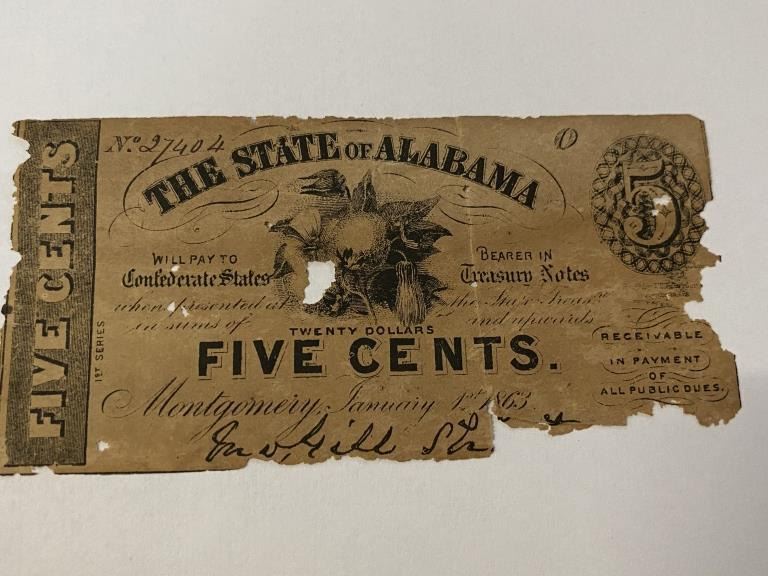 FIVE CENTS
No. 27404
THE STATE OF ALABAMA
5
WILL PAY TO
BEARER IN
Confederate States
Treasury Notes
when presented at
in sums of
TWENTY DOLLARS
and upwards
1ST SERIES
FIVE CENTS.
RECEIVABLE
IN PAYMENT
OF
ALL PUBLIC DUES.
Montgomery, January 1st 1863